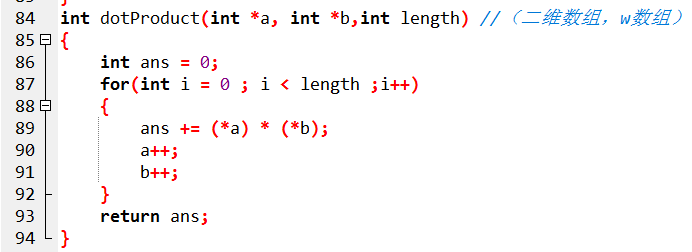 84 int dotProduct(int *a, int *b,int length) //（二维数组，w数组）
85 {
86     int ans = 0;
87     for(int i = 0 ; i < length ;i++)
88     {
89         ans += (*a) * (*b);
90         a++;
91         b++;
92     }
93     return ans;
94 }